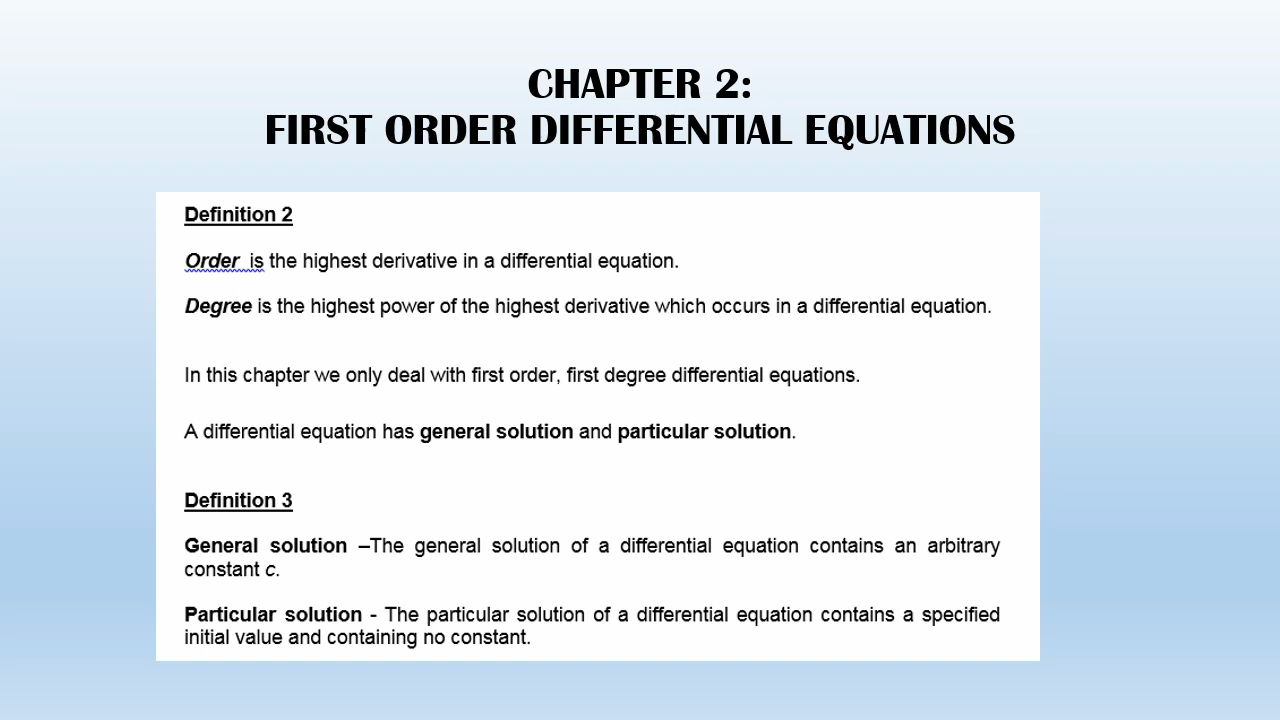 CHAPTER 2:
FIRST ORDER DIFFERENTIAL EQUATIONS
Definition 2
Order is the highest derivative in a differential equation.
Degree is the highest power of the highest derivative which occurs in a differential equation.
In this chapter we only deal with first order, first degree differential equations.
A differential equation has general solution and particular solution.
Definition 3
General solution –The general solution of a differential equation contains an arbitrary
constant c.
Particular solution - The particular solution of a differential equation contains a specified
initial value and containing no constant.